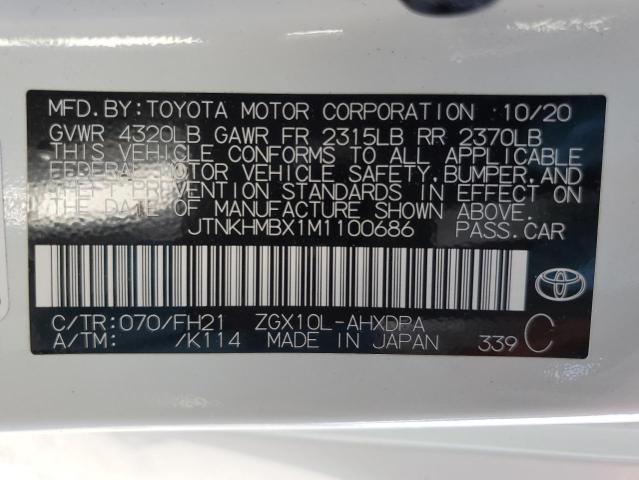 MFD.BY:TOYOTA MOTOR CORPORATION 10/20
GVWR 4320LB GAWR FR 2315LB RR 2370LB
THIS VEHICLE CONFORMS TO ALL APPLICABLE
FEDERAL MOTOR VEHICLE SAFETY,BUMPER,AND
THEFT PREVENTION STANDARDS IN EFFECT ON
THE DATE OF MANUFACTURE SHOWN ABOVE.
JTNKHMBX1M1100686 PASS.CAR
C/TR:070/FH21 ZGX10L-AHXDPA
A/TM: /K114 MADE IN JAPAN 339 C